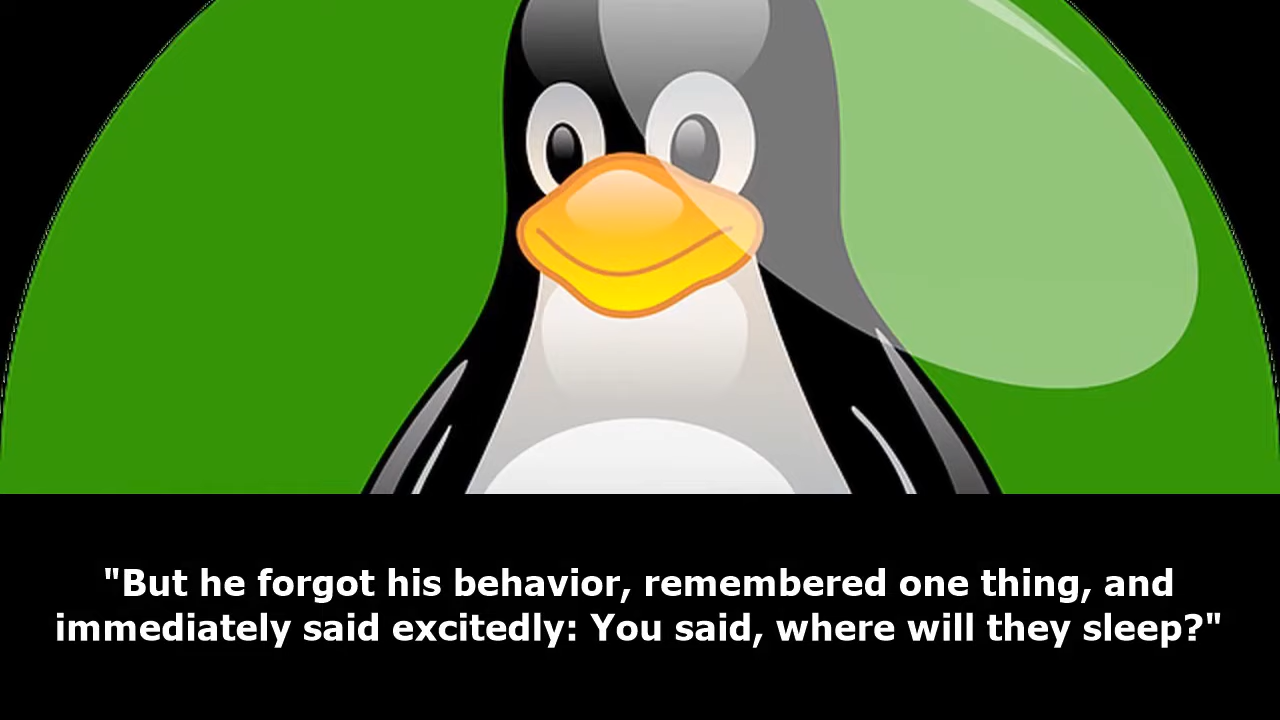 "But he forgot his behavior, remembered one thing, and
immediately said excitedly: You said, where will they sleep?"